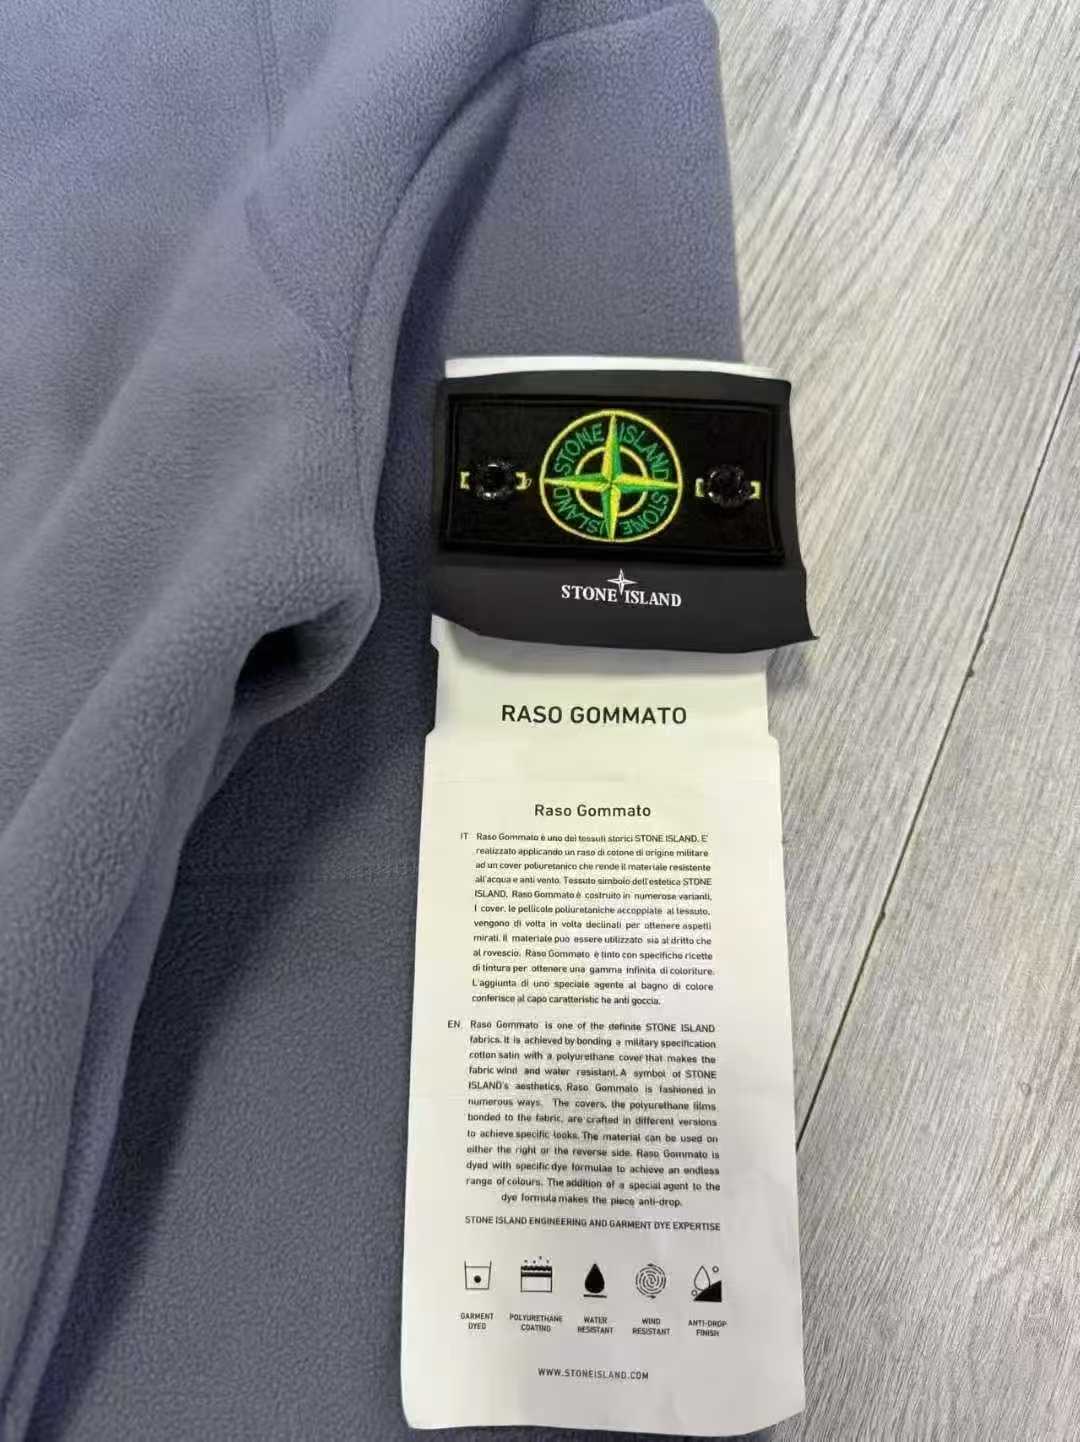 STONE ISLAND STONE ISLAND
STONE ISLAND
RASO GOMMATO
Raso Gommato
IT Raso Gommato è uno dei tessuti storici STONE ISLAND. E'
realizzato applicando un raso di cotone di origine militare
ad un cover poliuretanico che rende il materiale resistente
all'acqua e anti vento. Tessuto simbolo dell'estetica STONE
ISLAND, Raso Gommato è costruito in numerose varianti.
I cover, le pellicole poliuretaniche accoppiate al tessuto,
vengono di volta in volta declinati per ottenere aspetti
mirati. Il materiale può essere utilizzato sia al dritto che
al rovescio. Raso Gommato è tinto con specifiche ricette
di tintura per ottenere una gamma infinita di coloriture.
L'aggiunta di uno speciale agente al bagno di colore
conferisce al capo caratteristic he anti goccia.
EN Raso Gommato is one of the definite STONE ISLAND
fabrics. It is achieved by bonding a military specification
cotton satin with a polyurethane cover that makes the
fabric wind and water resistant. A symbol of STONE
ISLAND's aesthetics, Raso Gommato is fashioned in
numerous ways. The covers, the polyurethane films
bonded to the fabric, are crafted in different versions
to achieve specific looks. The material can be used on
either the right or the reverse side. Raso Gommato is
dyed with specific dye formulae to achieve an endless
range of colours. The addition of a special agent to the
dye formula makes the piece anti-drop.
STONE ISLAND ENGINEERING AND GARMENT DYE EXPERTISE
GARMENT DYED
POLYURETHANE COATING
WATER RESISTANT
WIND RESISTANT
ANTI-DROP FINISH
WWW.STONEISLAND.COM